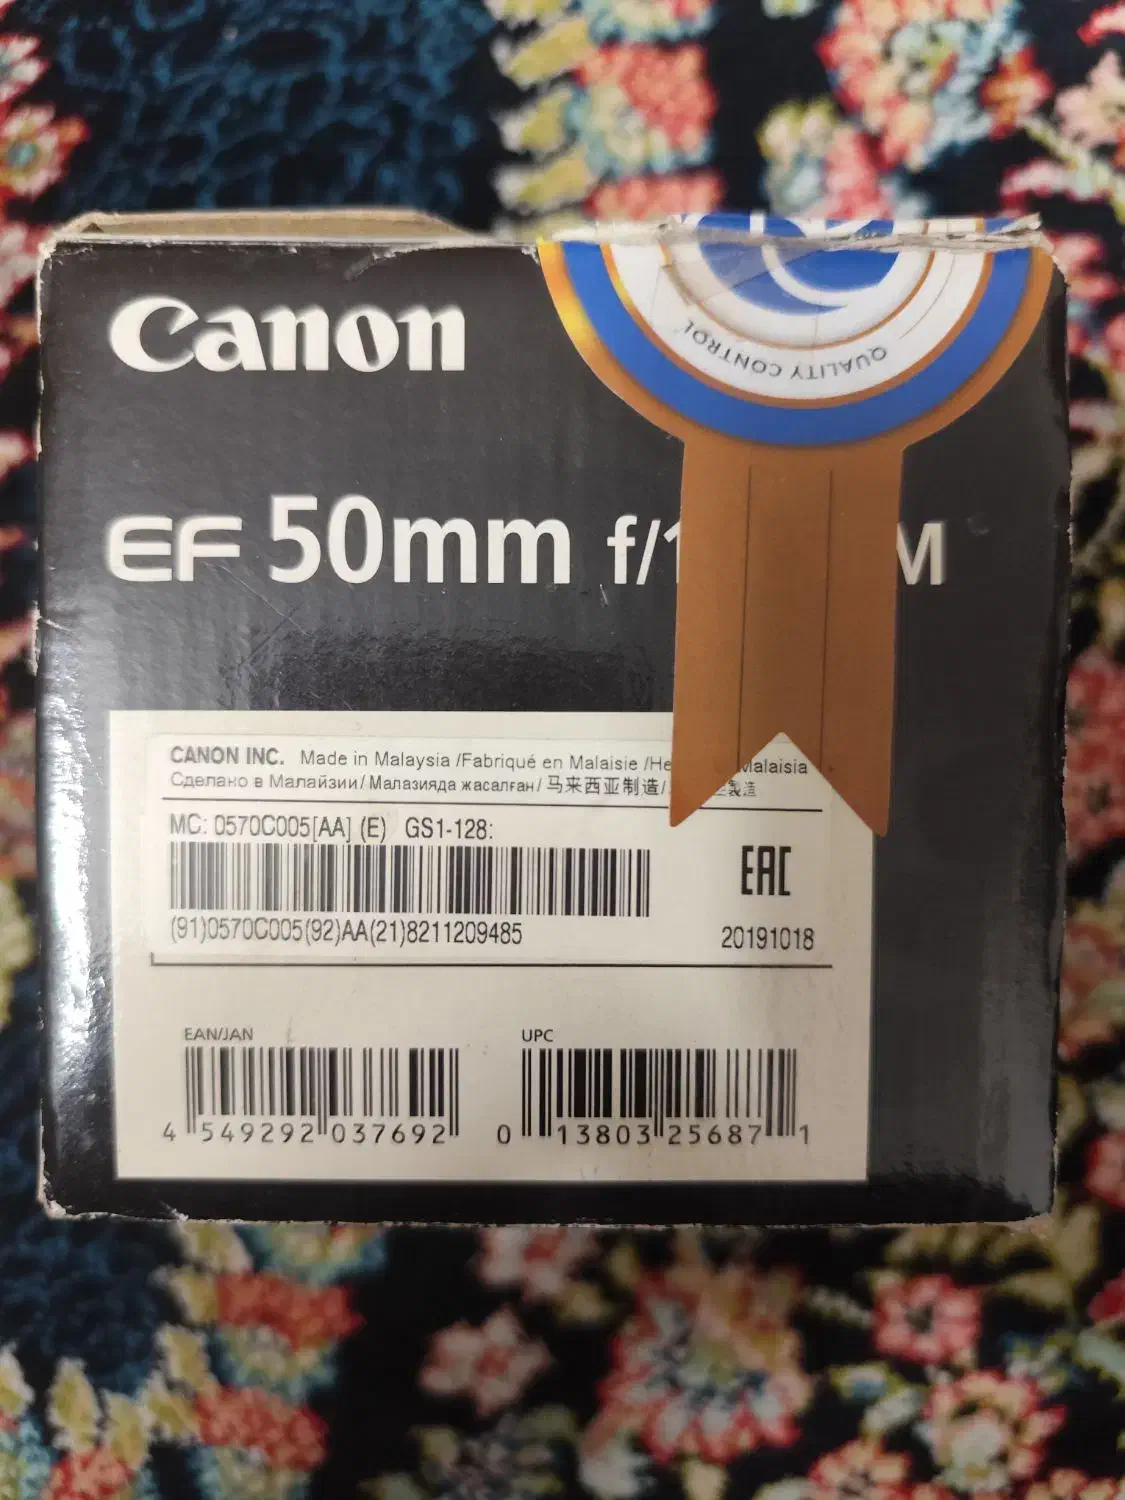 QUALITY CONTROL
Canon
EF 50mm f/1 M
CANON INC. Made in Malaysia /Fabriqué en Malaisie /He Malaisia
Сделано в Малайзии/ Малазияда жасалған/ 马来西亚制造/ 製造
MC: 0570C005[AA] (E) GS1-128:
EAC
(91)0570C005(92)AA(21)8211209485
20191018
EAN/JAN
UPC
4 549292 037692
0 13803 25687 1